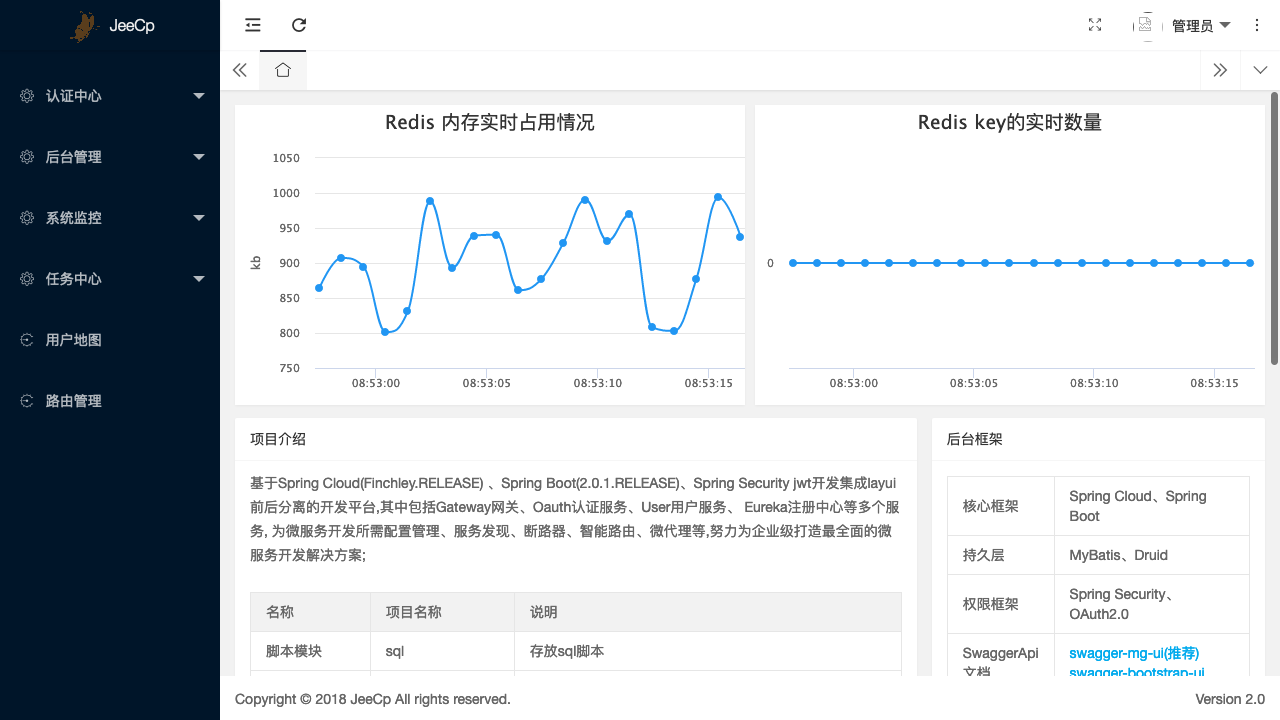 JeeCp
管理员
认证中心
后台管理
系统监控
任务中心
用户地图
路由管理
Redis 内存实时占用情况
1050
1000
950
900
850
800
750
kb
08:53:00 08:53:05 08:53:10 08:53:15
Redis key的实时数量
0
08:53:00 08:53:05 08:53:10 08:53:15
项目介绍
基于Spring Cloud(Finchley.RELEASE) 、Spring Boot(2.0.1.RELEASE)、Spring Security jwt开发集成layui
前后分离的开发平台,其中包括Gateway网关、Oauth认证服务、User用户服务、 Eureka注册中心等多个服
务, 为微服务开发所需配置管理、服务发现、断路器、智能路由、微代理等,努力为企业级打造最全面的微
服务开发解决方案;
名称 项目名称 说明
脚本模块 sql 存放sql脚本
后台框架
核心框架 Spring Cloud、Spring
Boot
持久层 MyBatis、Druid
权限框架 Spring Security、
OAuth2.0
SwaggerApi
文档
swagger-mg-ui(推荐)
swagger-bootstrap-ui
Copyright © 2018 JeeCp All rights reserved.
Version 2.0